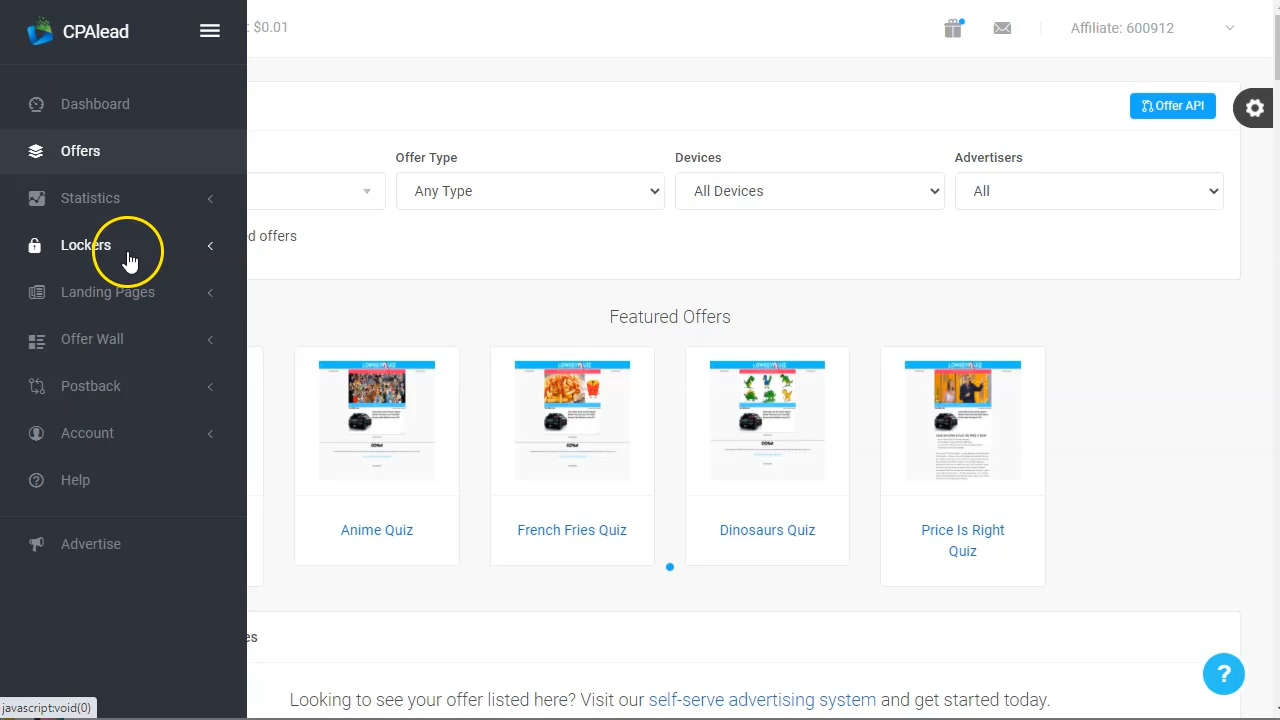 CPAlead
: $0.01
Affiliate: 600912
Dashboard
Offers
Statistics
Lockers
Landing Pages
Offer Wall
Postback
Account
Help
Advertise
Offer API
Offer Type
Devices
Advertisers
Any Type
All Devices
All
d offers
Featured Offers
Anime Quiz
French Fries Quiz
Dinosaurs Quiz
Price Is Right
Quiz
es
Looking to see your offer listed here? Visit our self-serve advertising system and get started today.
?
javascript:void(0)